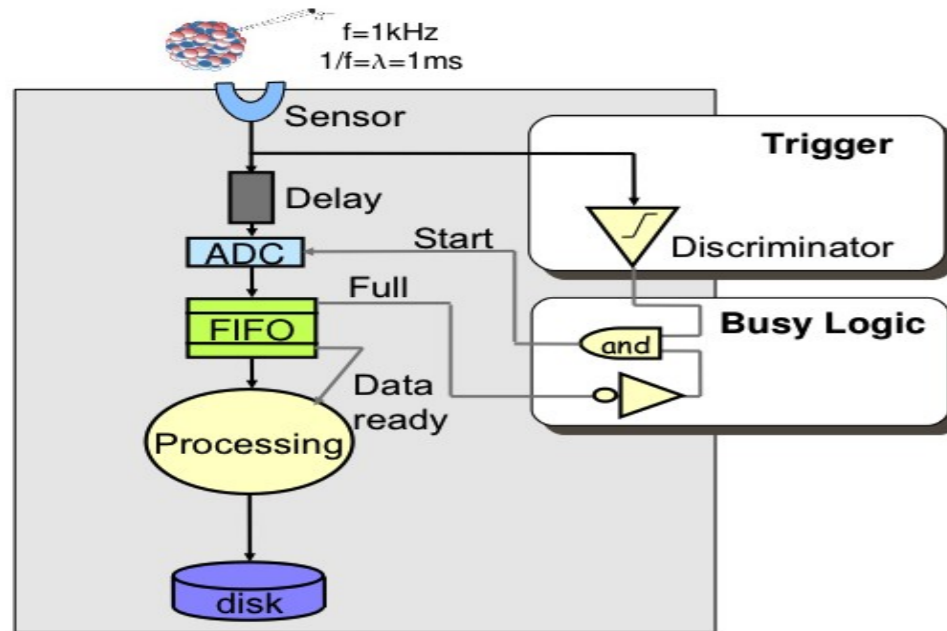 f=1kHz
1/f=λ=1ms
Sensor
Trigger
Delay
Discriminator
Start
ADC
Full
Busy Logic
FIFO
and
Data
ready
Processing
disk